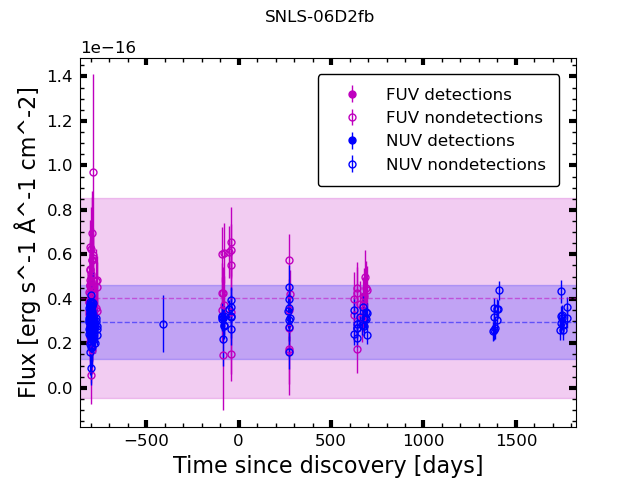 SNLS-06D2fb
1e−16
FUV detections
FUV nondetections
NUV detections
NUV nondetections
1.4
1.2
1.0
0.8
0.6
0.4
0.2
0.0
Flux [erg s^-1 Å^-1 cm^-2]
−500
0
500
1000
1500
Time since discovery [days]